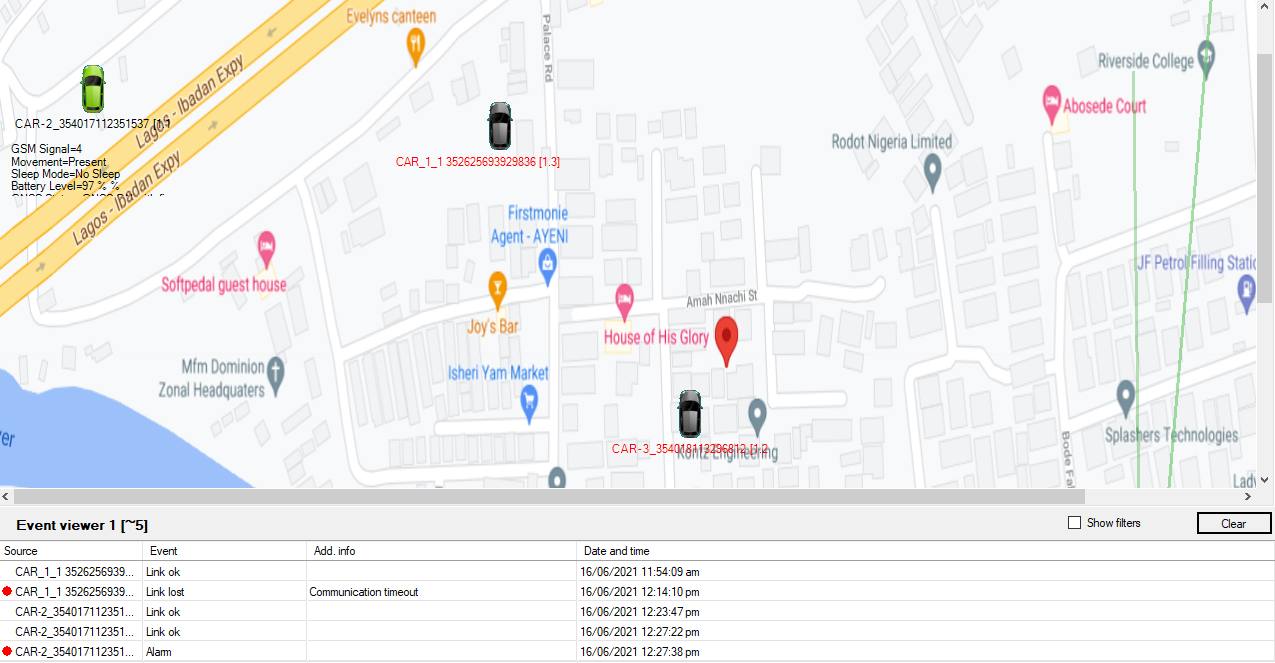 Evelyns canteen
Palace Rd
Riverside College
Lagos - Ibadan Expy
Abosede Court
CAR-2_354017112351537 [1.
CAR_1_1 352625693929836 [1.3]
Rodot Nigeria Limited
GSM Signal=4
Movement=Present
Sleep Mode=No Sleep
Battery Level=97 % %
Lagos - Ibadan Expy
Firstmonie
Agent - AYENI
JF Petrol Filling Static
Softpedal guest house
Amah Nnachi St
Joy's Bar
House of His Glory
Mfm Dominion
Zonal Headquaters
Isheri Yam Market
er
Splashers Technologies
CAR-3_354018113296812 [1.2
Kontz Engineering
Bode Fa
Lady
Event viewer 1 [~5]
Show filters
Clear
Source Event Add. info Date and time
CAR_1_1 3526256939... Link ok 16/06/2021 11:54:09 am
CAR_1_1 3526256939... Link lost Communication timeout 16/06/2021 12:14:10 pm
CAR-2_354017112351... Link ok 16/06/2021 12:23:47 pm
CAR-2_354017112351... Link ok 16/06/2021 12:27:22 pm
CAR-2_354017112351... Alarm 16/06/2021 12:27:38 pm